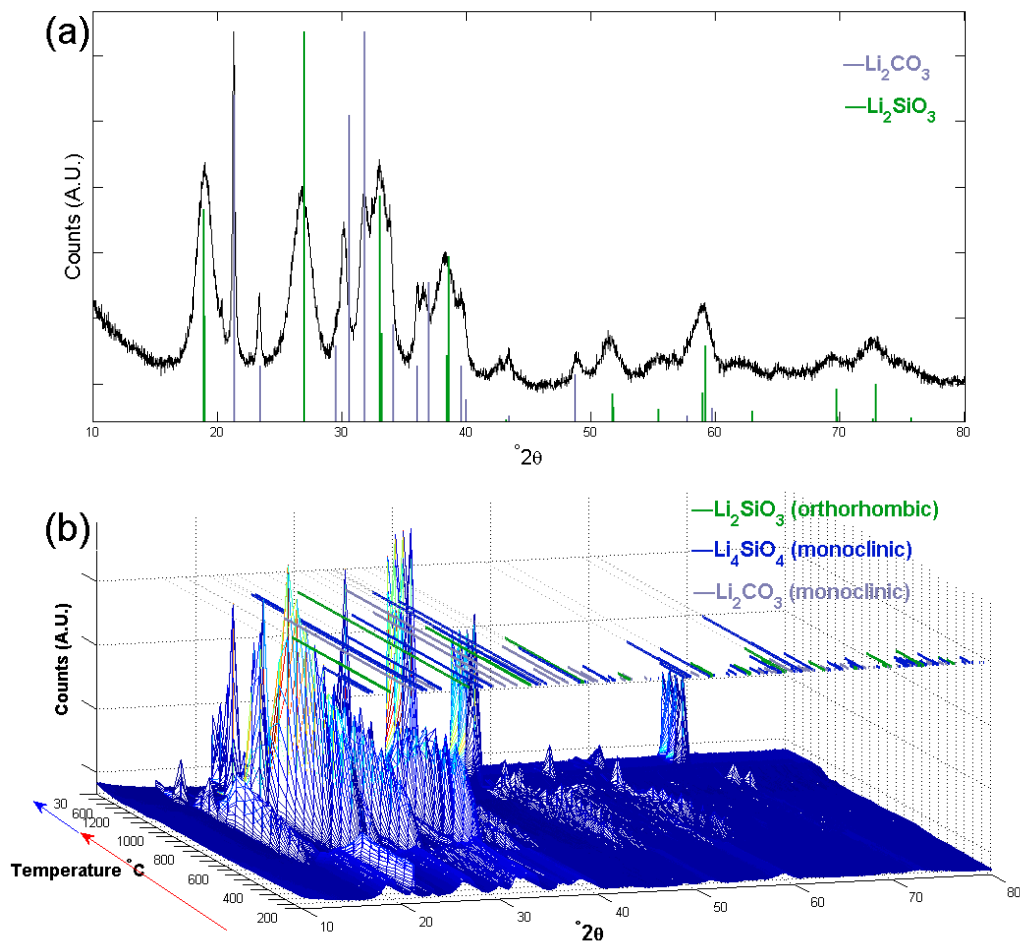 (a)
—Li₂CO₃
—Li₂SiO₃
Counts (A.U.)
10 20 30 40 50 60 70 80
°2θ
(b)
—Li₂SiO₃ (orthorhombic)
—Li₄SiO₄ (monoclinic)
—Li₂CO₃ (monoclinic)
Counts (A.U.)
30
600
1200
1000
800
600
400
200
Temperature °C
10 20 30 40 50 60 70 80
°2θ